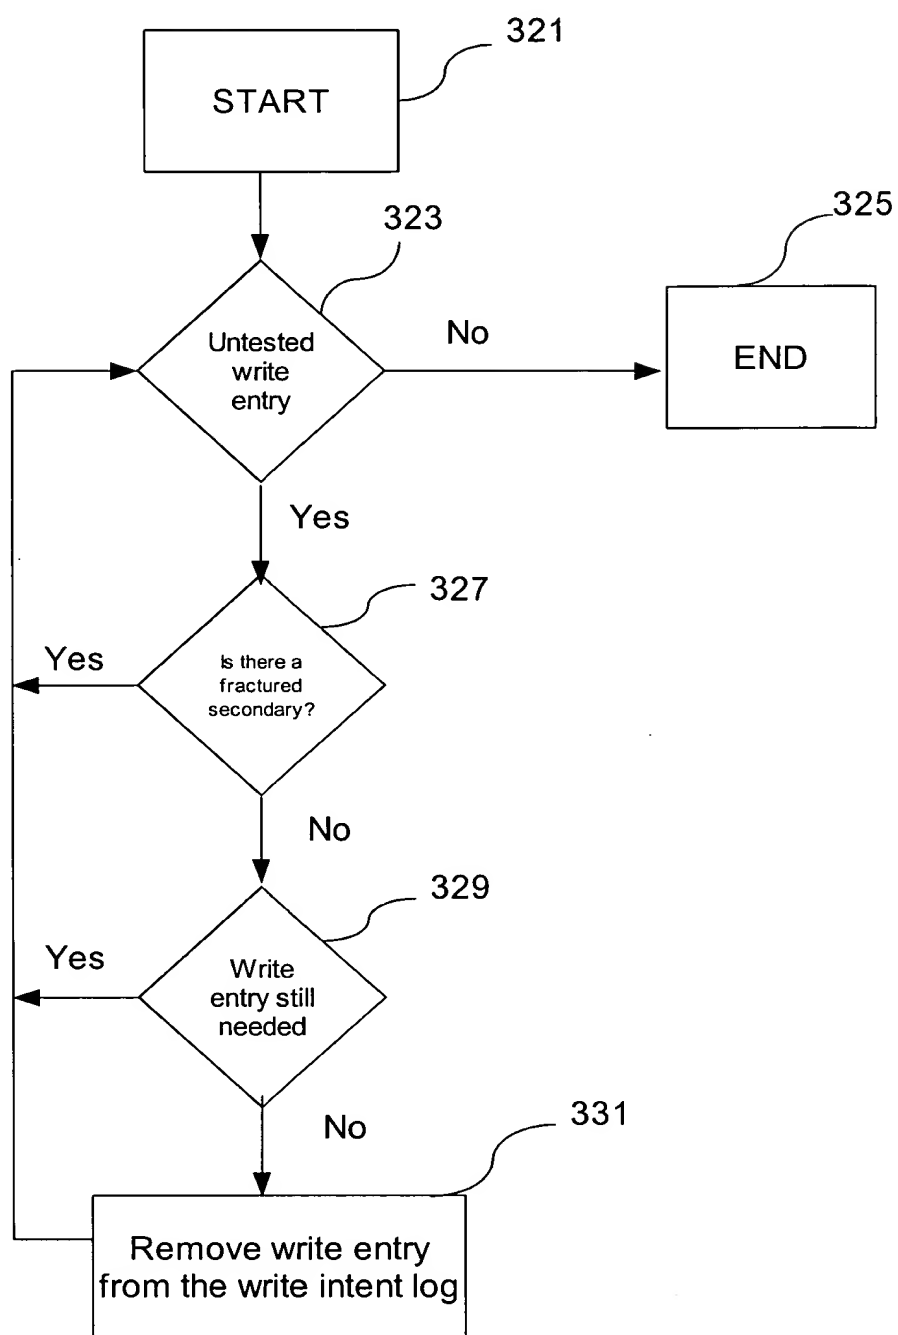 321
START
323
325
Untested
write
entry
No
END
Yes
327
Is there a
fractured
secondary?
Yes
No
329
Write
entry still
needed
Yes
No
331
Remove write entry
from the write intent log